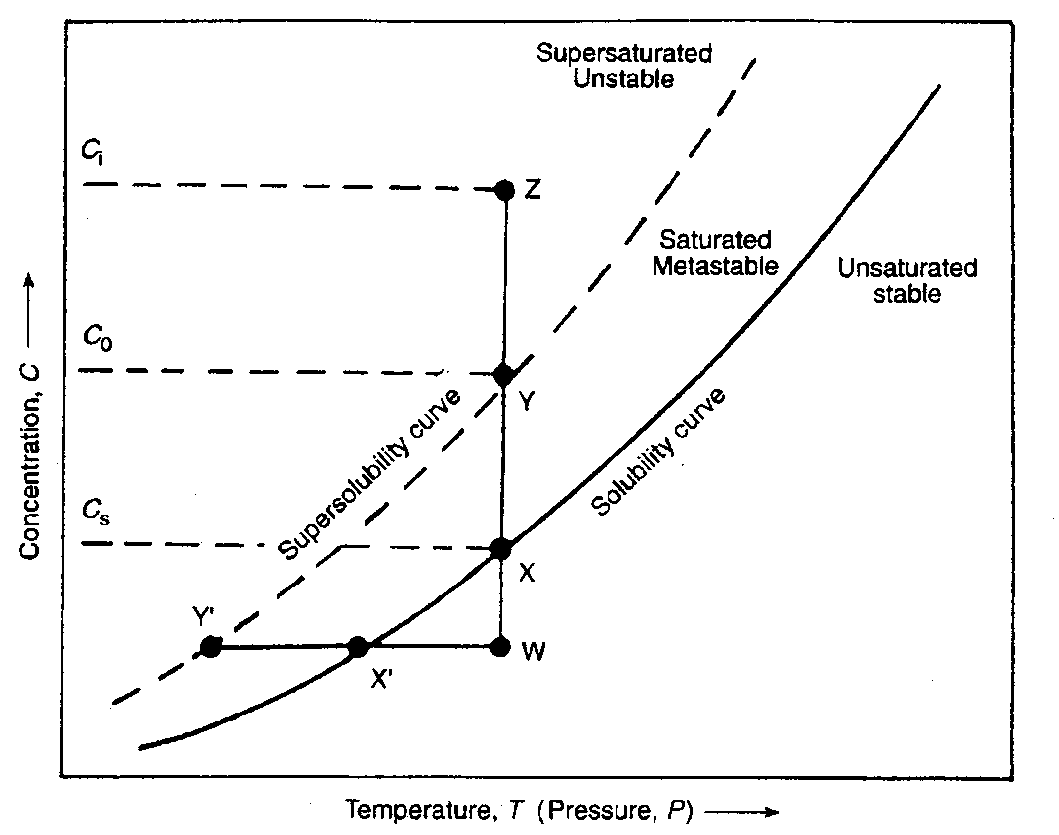 Supersaturated
Unstable
Ci
Z
Saturated
Metastable
Unsaturated
stable
C0
Y
Supersolubility curve
Solubility curve
Cs
X
Y'
W
X'
Concentration, C
Temperature, T (Pressure, P)